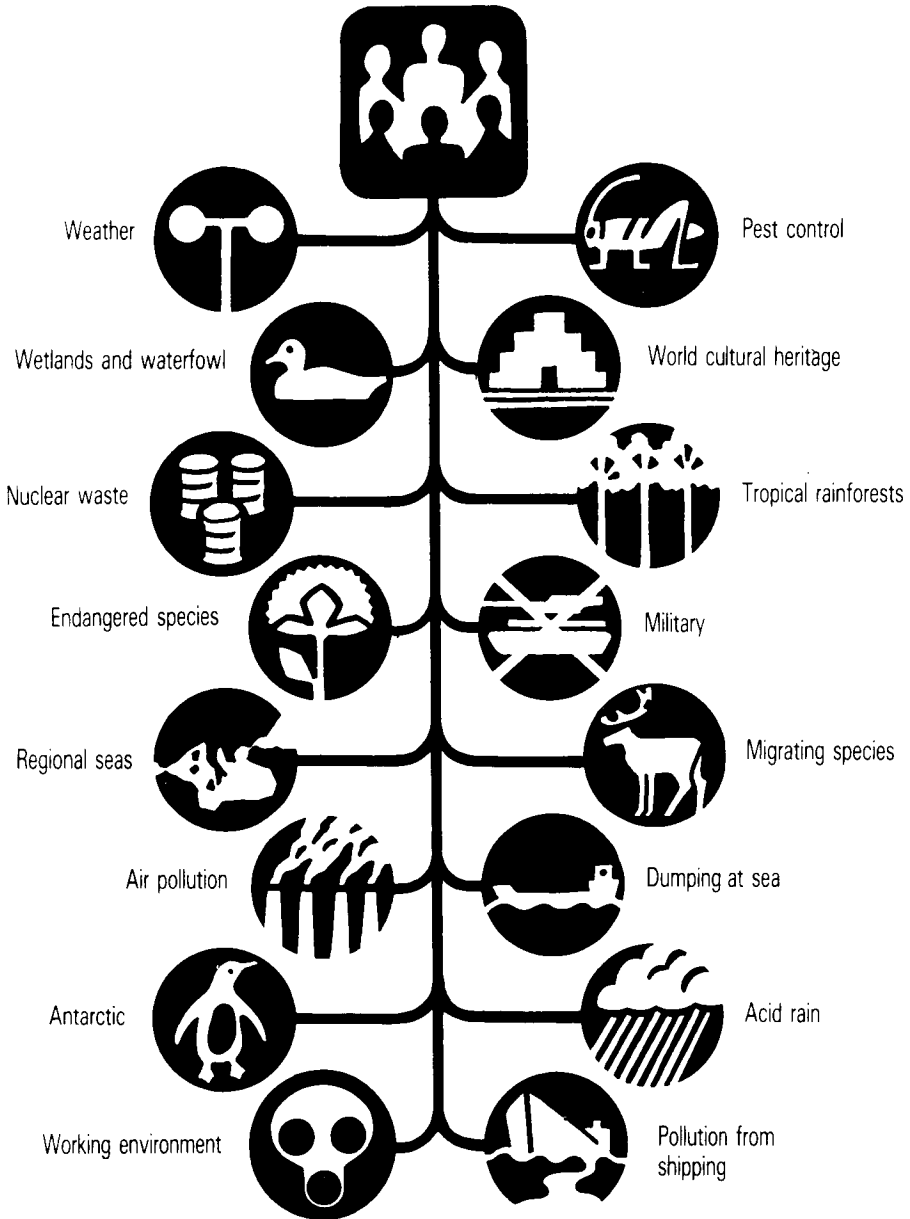 Weather
Pest control
Wetlands and waterfowl
World cultural heritage
Nuclear waste
Tropical rainforests
Endangered species
Military
Regional seas
Migrating species
Air pollution
Dumping at sea
Antarctic
Acid rain
Working environment
Pollution from
shipping